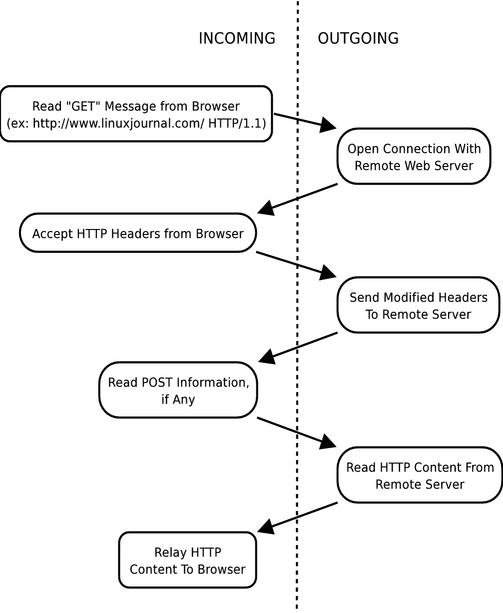 INCOMING
OUTGOING
Read "GET" Message from Browser
(ex: http://www.linuxjournal.com/ HTTP/1.1)
Open Connection With
Remote Web Server
Accept HTTP Headers from Browser
Send Modified Headers
To Remote Server
Read POST Information,
if Any
Read HTTP Content From
Remote Server
Relay HTTP
Content To Browser